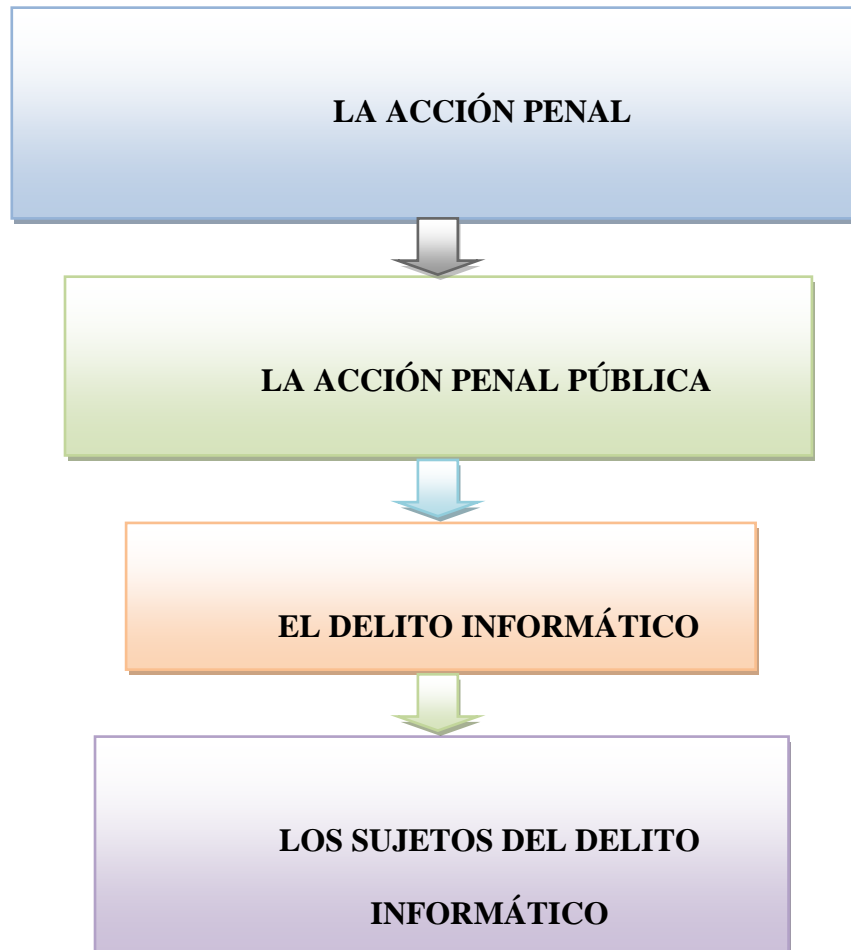 LA ACCIÓN PENAL
LA ACCIÓN PENAL PÚBLICA
EL DELITO INFORMÁTICO
LOS SUJETOS DEL DELITO
INFORMÁTICO